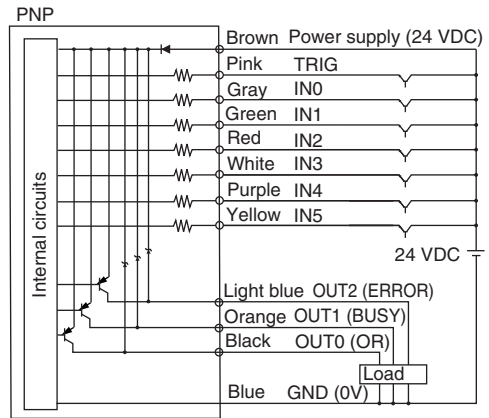 PNP
Brown Power supply (24 VDC)
Pink TRIG
Gray IN0
Green IN1
Red IN2
White IN3
Purple IN4
Yellow IN5
Internal circuits
24 VDC
Light blue OUT2 (ERROR)
Orange OUT1 (BUSY)
Black OUT0 (OR)
Load
Blue GND (0V)